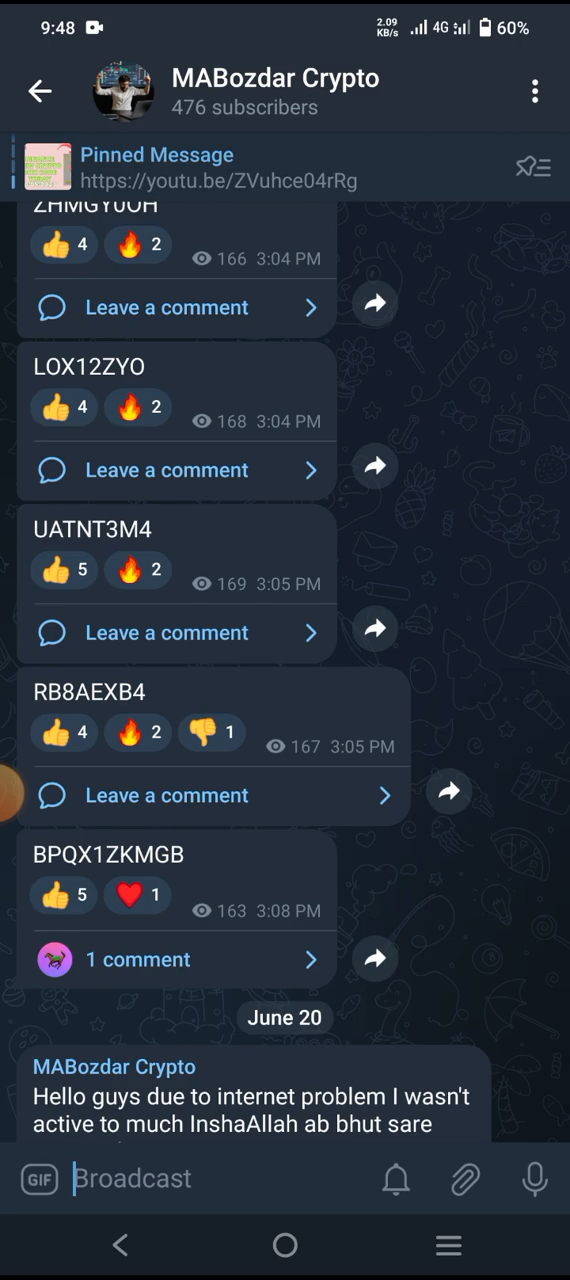 9:48
2.09 KB/s 4G 60%
MABozdar Crypto
476 subscribers
Pinned Message
https://youtu.be/ZVuhce04rRg
ZHMGYU0H
4 2 166 3:04 PM
Leave a comment
LOX12ZYO
4 2 168 3:04 PM
Leave a comment
UATNT3M4
5 2 169 3:05 PM
Leave a comment
RB8AEXB4
4 2 1 167 3:05 PM
Leave a comment
BPQX1ZKMGB
5 1 163 3:08 PM
1 comment
June 20
MABozdar Crypto
Hello guys due to internet problem I wasn't
active to much InshaAllah ab bhut sare
GIF Broadcast